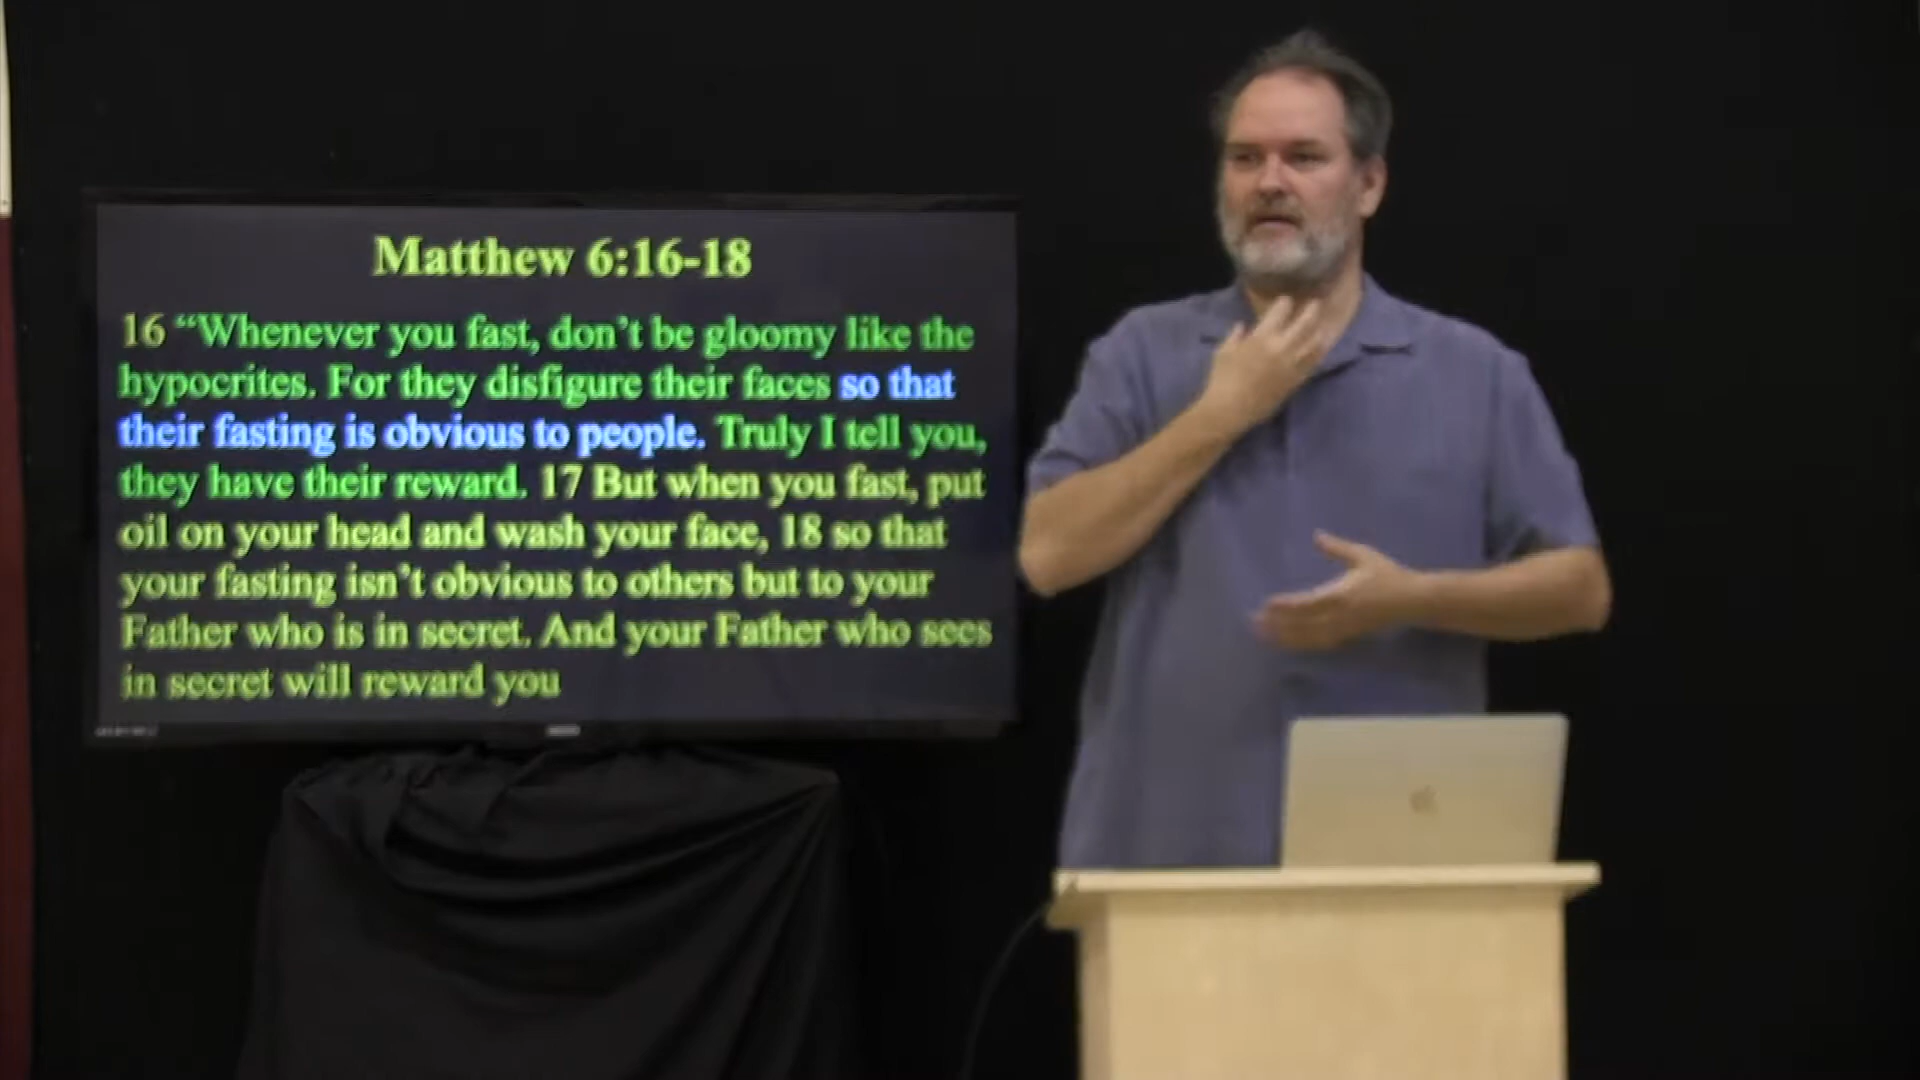 Matthew 6:16-18
16 “Whenever you fast, don’t be gloomy like the
hypocrites. For they disfigure their faces so that
their fasting is obvious to people. Truly I tell you,
they have their reward. 17 But when you fast, put
oil on your head and wash your face, 18 so that
your fasting isn’t obvious to others but to your
Father who is in secret. And your Father who sees
in secret will reward you